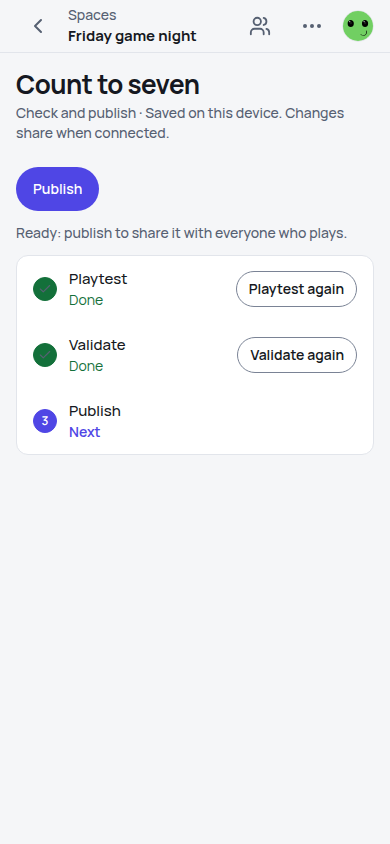 Spaces
Friday game night
Count to seven
Check and publish · Saved on this device. Changes
share when connected.
Publish
Ready: publish to share it with everyone who plays.
Playtest
Done
Playtest again
Validate
Done
Validate again
3
Publish
Next